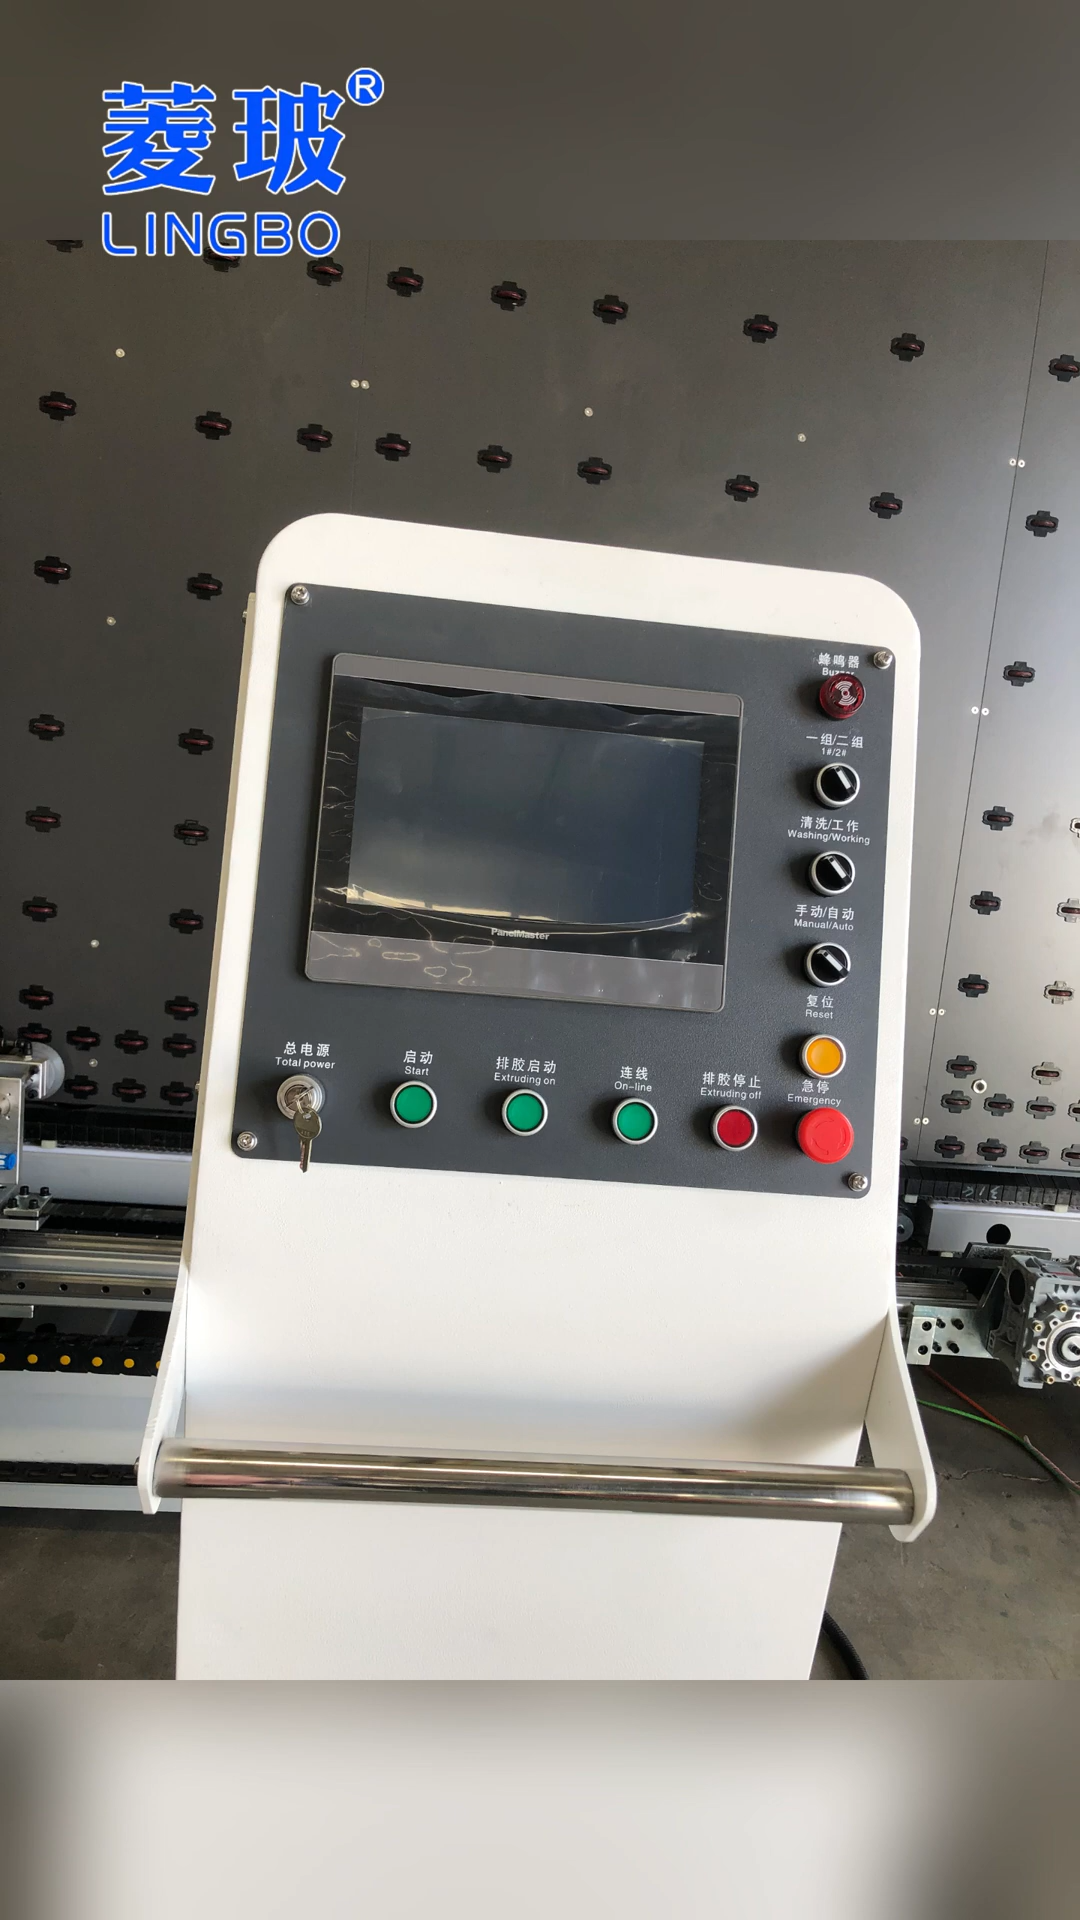 菱玻®
LINGBO
蜂鸣器
Buzzer
一组/二组
1#/2#
清洗/工作
Washing/Working
手动/自动
Manual/Auto
复位
Reset
PanelMaster
总电源
Total power
启动
Start
排胶启动
Extruding on
连线
On-line
排胶停止
Extruding off
急停
Emergency